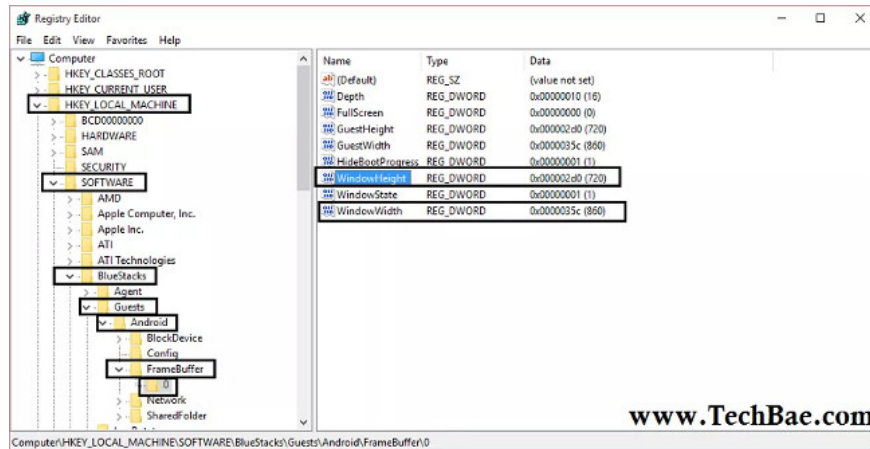 Registry Editor
File Edit View Favorites Help
Computer
HKEY_CLASSES_ROOT
HKEY_CURRENT_USER
HKEY_LOCAL_MACHINE
BCD00000000
HARDWARE
SAM
SECURITY
SOFTWARE
AMD
Apple Computer, Inc.
Apple Inc.
ATI
ATI Technologies
BlueStacks
Agent
Guests
Android
BlockDevice
Config
FrameBuffer
0
Network
SharedFolder
Name Type Data
(Default) REG_SZ (value not set)
Depth REG_DWORD 0x00000010 (16)
FullScreen REG_DWORD 0x00000000 (0)
GuestHeight REG_DWORD 0x000002d0 (720)
GuestWidth REG_DWORD 0x0000035c (860)
HideBootProgress REG_DWORD 0x00000001 (1)
WindowHeight REG_DWORD 0x000002d0 (720)
WindowState REG_DWORD 0x00000001 (1)
WindowWidth REG_DWORD 0x0000035c (860)
www.TechBae.com
Computer\HKEY_LOCAL_MACHINE\SOFTWARE\BlueStacks\Guests\Android\FrameBuffer\0